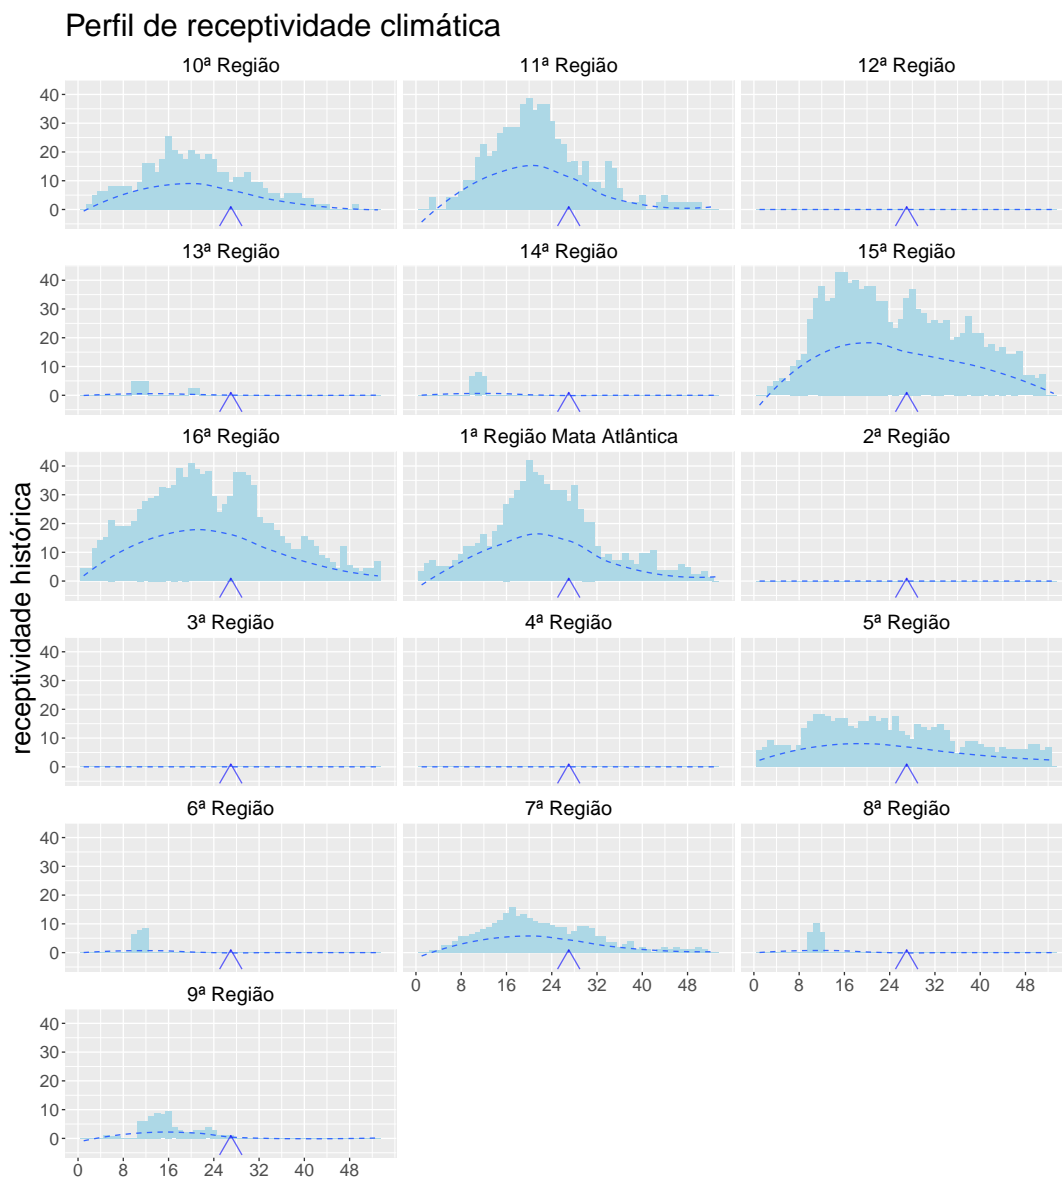 Perfil de receptividade climática
10ª Região
11ª Região
12ª Região
40
30
20
10
0
13ª Região
14ª Região
15ª Região
40
30
20
10
0
16ª Região
1ª Região Mata Atlântica
2ª Região
40
30
20
10
0
receptividade histórica
3ª Região
4ª Região
5ª Região
40
30
20
10
0
6ª Região
7ª Região
8ª Região
40
30
20
10
0
0 8 16 24 32 40 48
0 8 16 24 32 40 48
9ª Região
40
30
20
10
0
0 8 16 24 32 40 48